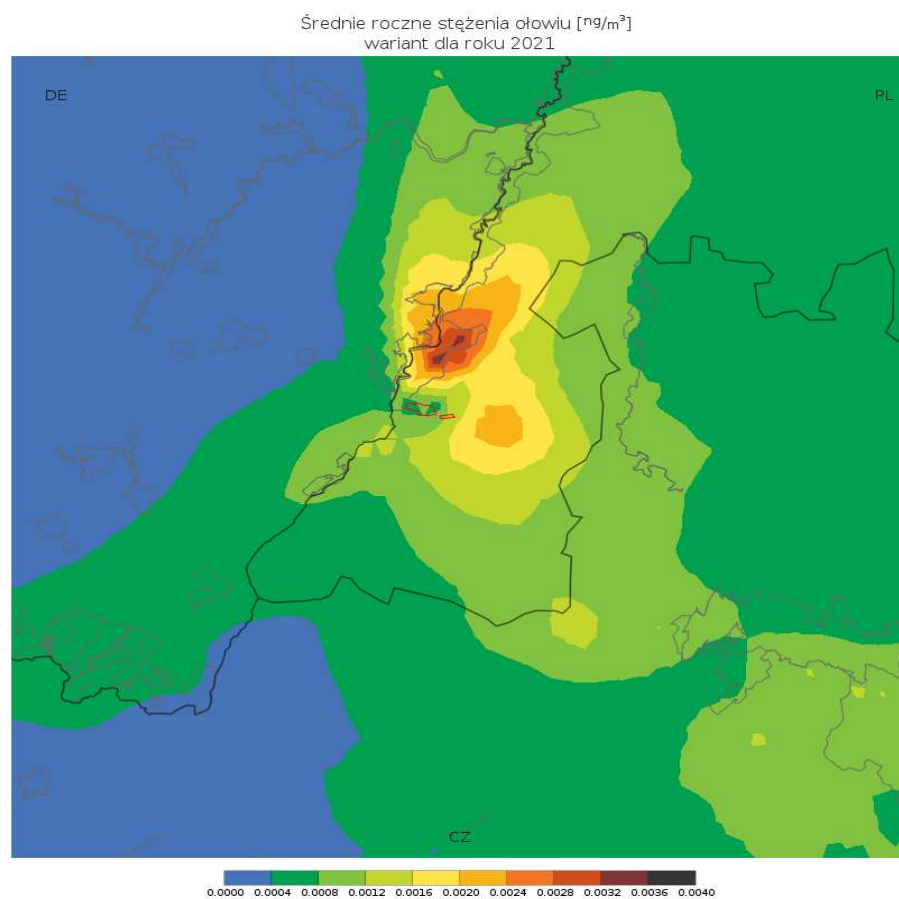 Średnie roczne stężenia ołowiu [ng/m³]
wariant dla roku 2021
DE
PL
CZ
0.0000 0.0004 0.0008 0.0012 0.0016 0.0020 0.0024 0.0028 0.0032 0.0036 0.0040